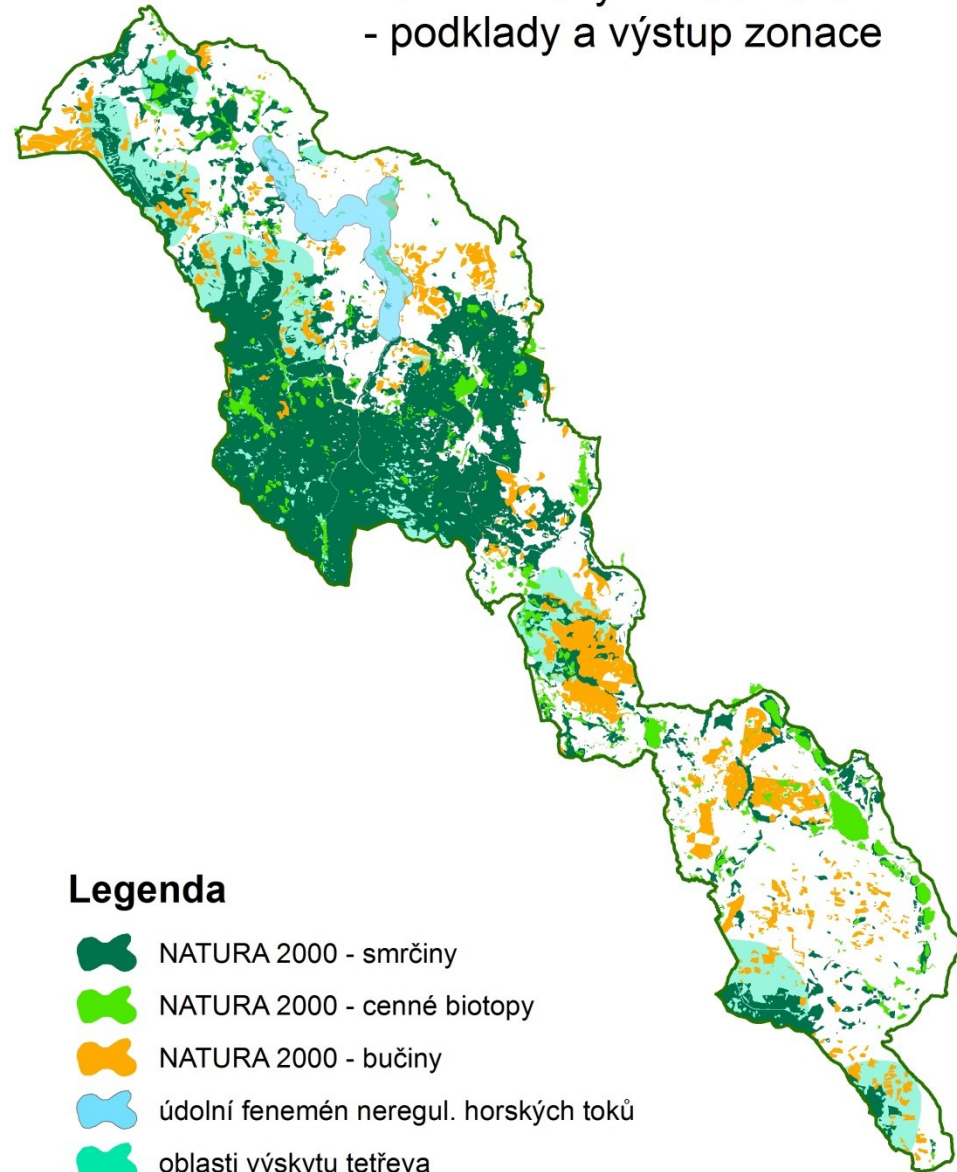 - podklady a výstup zonace
Legenda
NATURA 2000 - smrčiny
NATURA 2000 - cenné biotopy
NATURA 2000 - bučiny
údolní fenemén neregul. horských toků
oblasti výskytu tetřeva